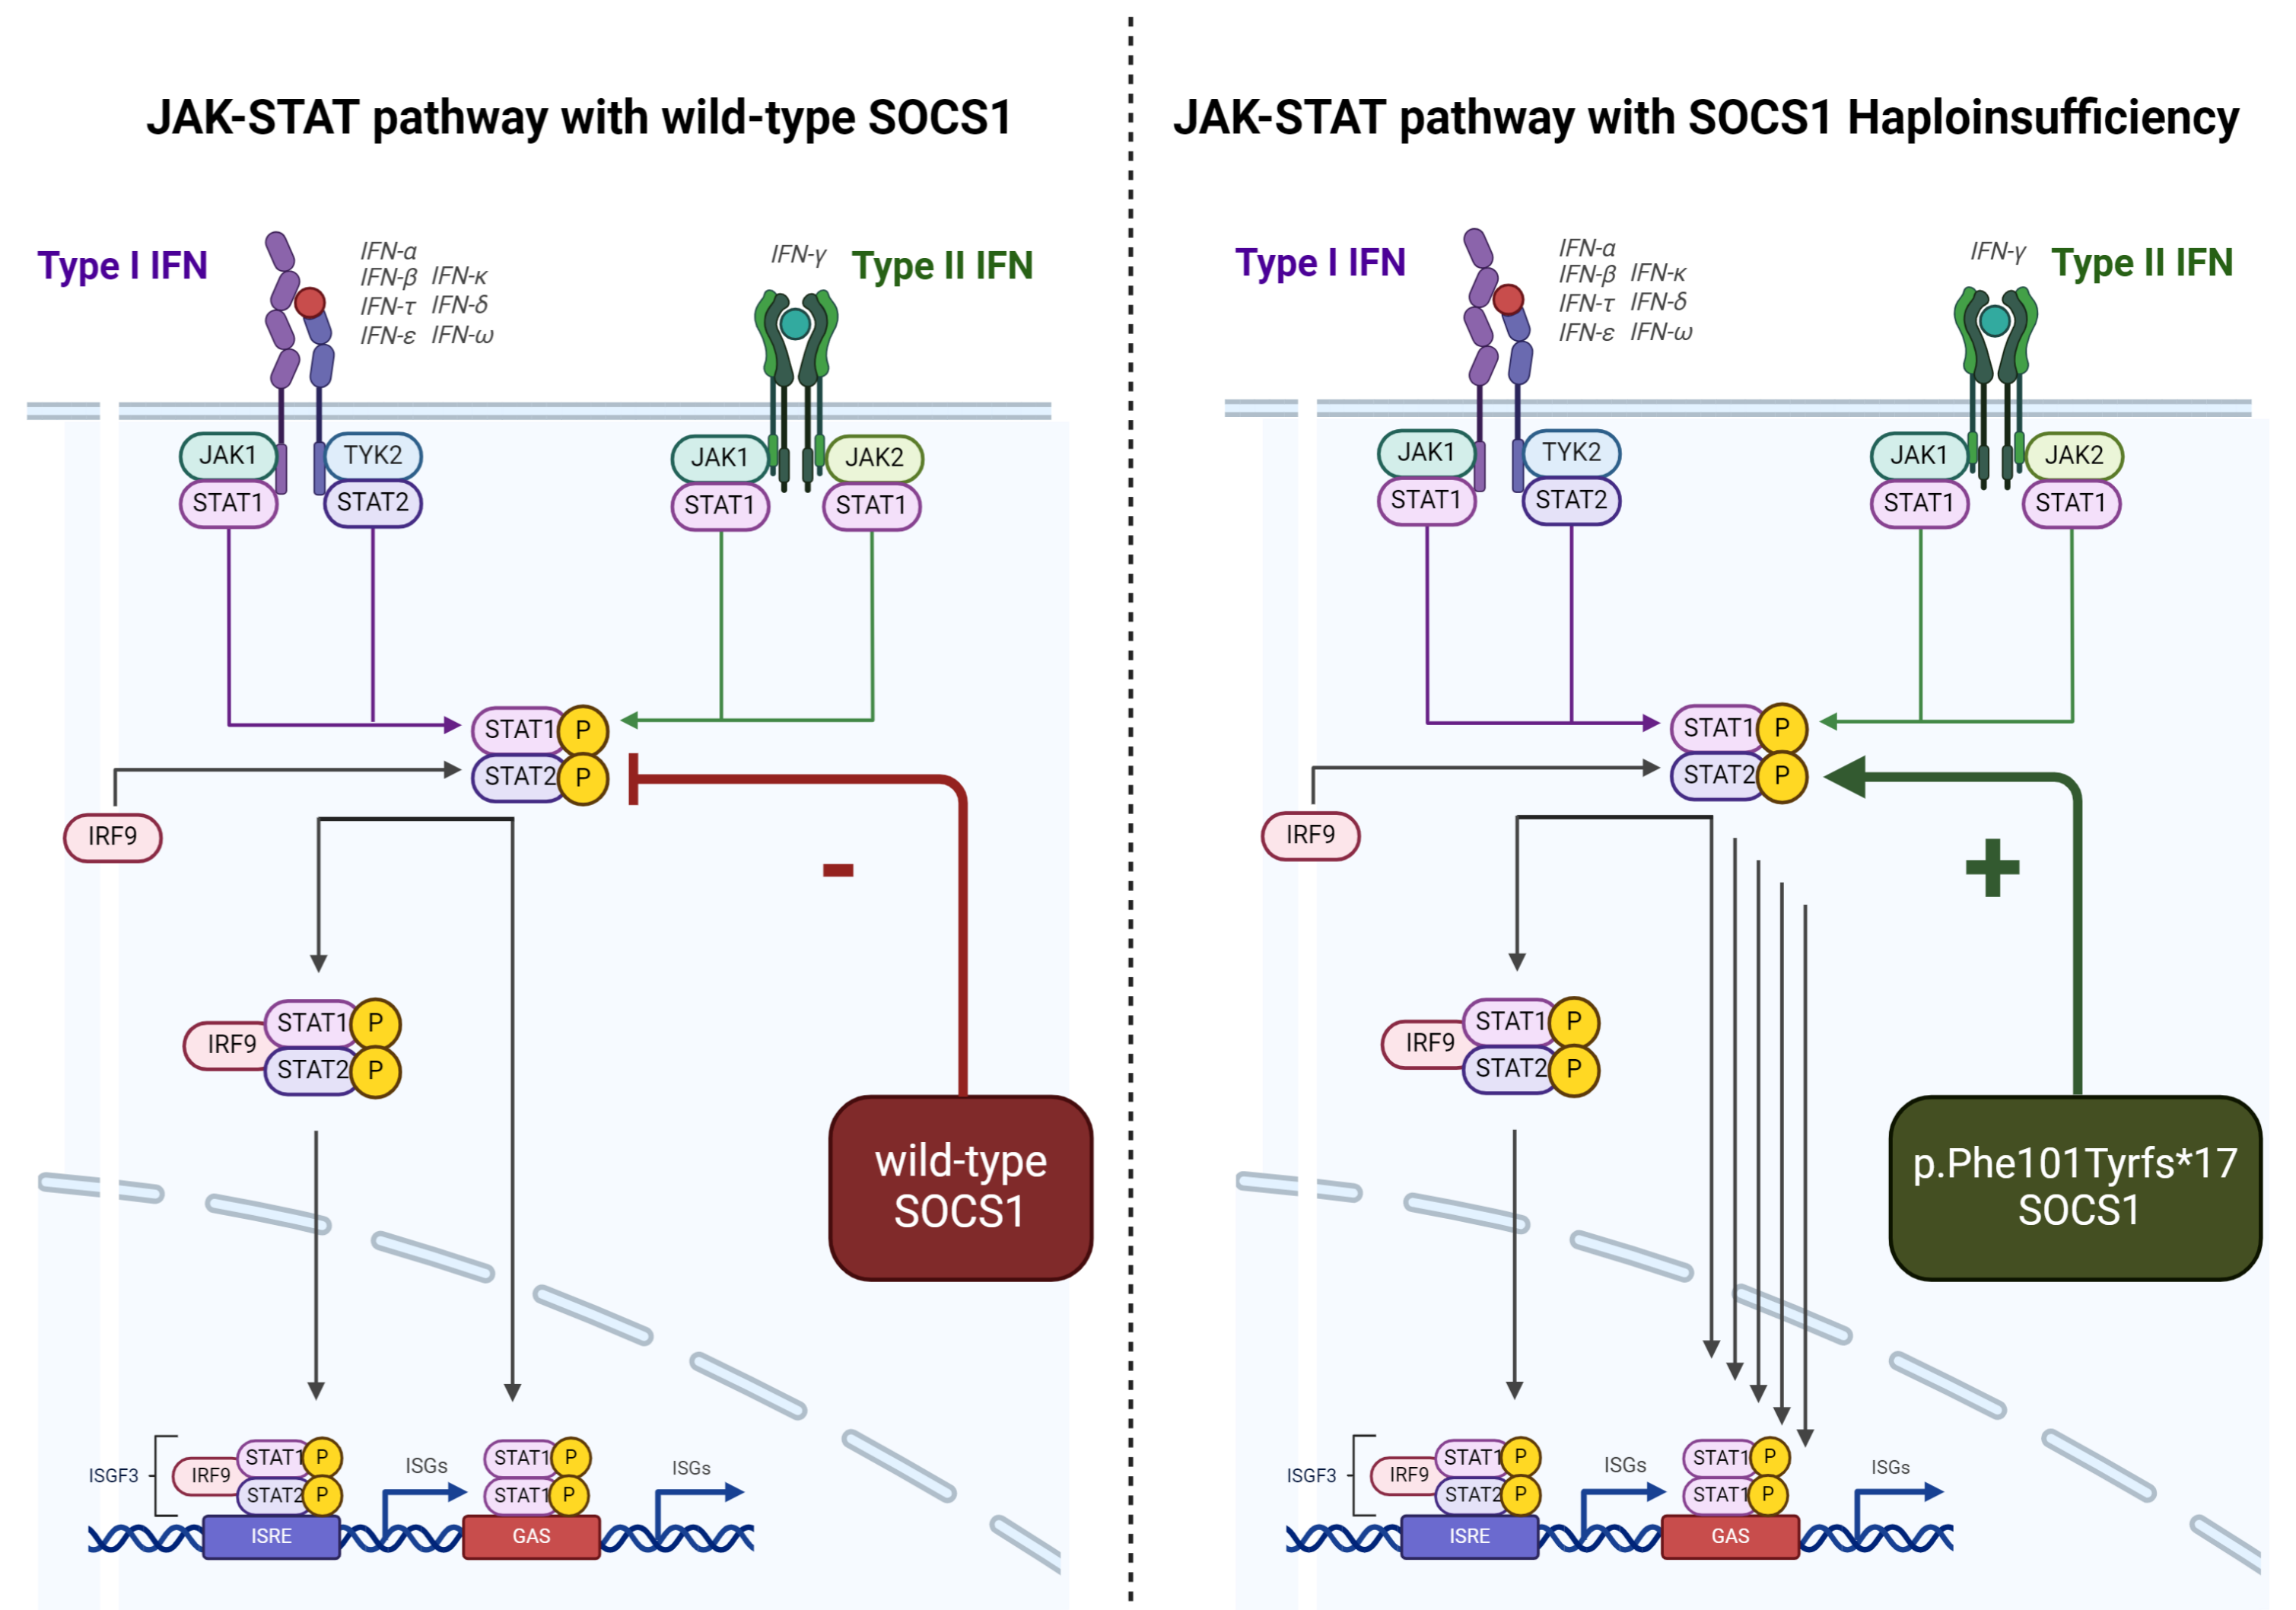 JAK-STAT pathway with wild-type SOCS1
Type I IFN
IFN-α
IFN-β IFN-κ
IFN-τ IFN-δ
IFN-ε IFN-ω
IFN-γ
Type II IFN
JAK1
TYK2
STAT1
STAT2
JAK1
JAK2
STAT1
STAT1
STAT1 P
STAT2 P
IRF9
-
STAT1 P
IRF9
STAT2 P
wild-type
SOCS1
ISGF3
STAT1 P
IRF9
STAT2 P
ISGs
STAT1 P
STAT1 P
ISGs
ISRE
GAS
JAK-STAT pathway with SOCS1 Haploinsufficiency
Type I IFN
IFN-α
IFN-β IFN-κ
IFN-τ IFN-δ
IFN-ε IFN-ω
IFN-γ
Type II IFN
JAK1
TYK2
STAT1
STAT2
JAK1
JAK2
STAT1
STAT1
STAT1 P
STAT2 P
IRF9
+
STAT1 P
IRF9
STAT2 P
p.Phe101Tyrfs*17
SOCS1
ISGF3
STAT1 P
IRF9
STAT2 P
ISGs
STAT1 P
STAT1 P
ISGs
ISRE
GAS